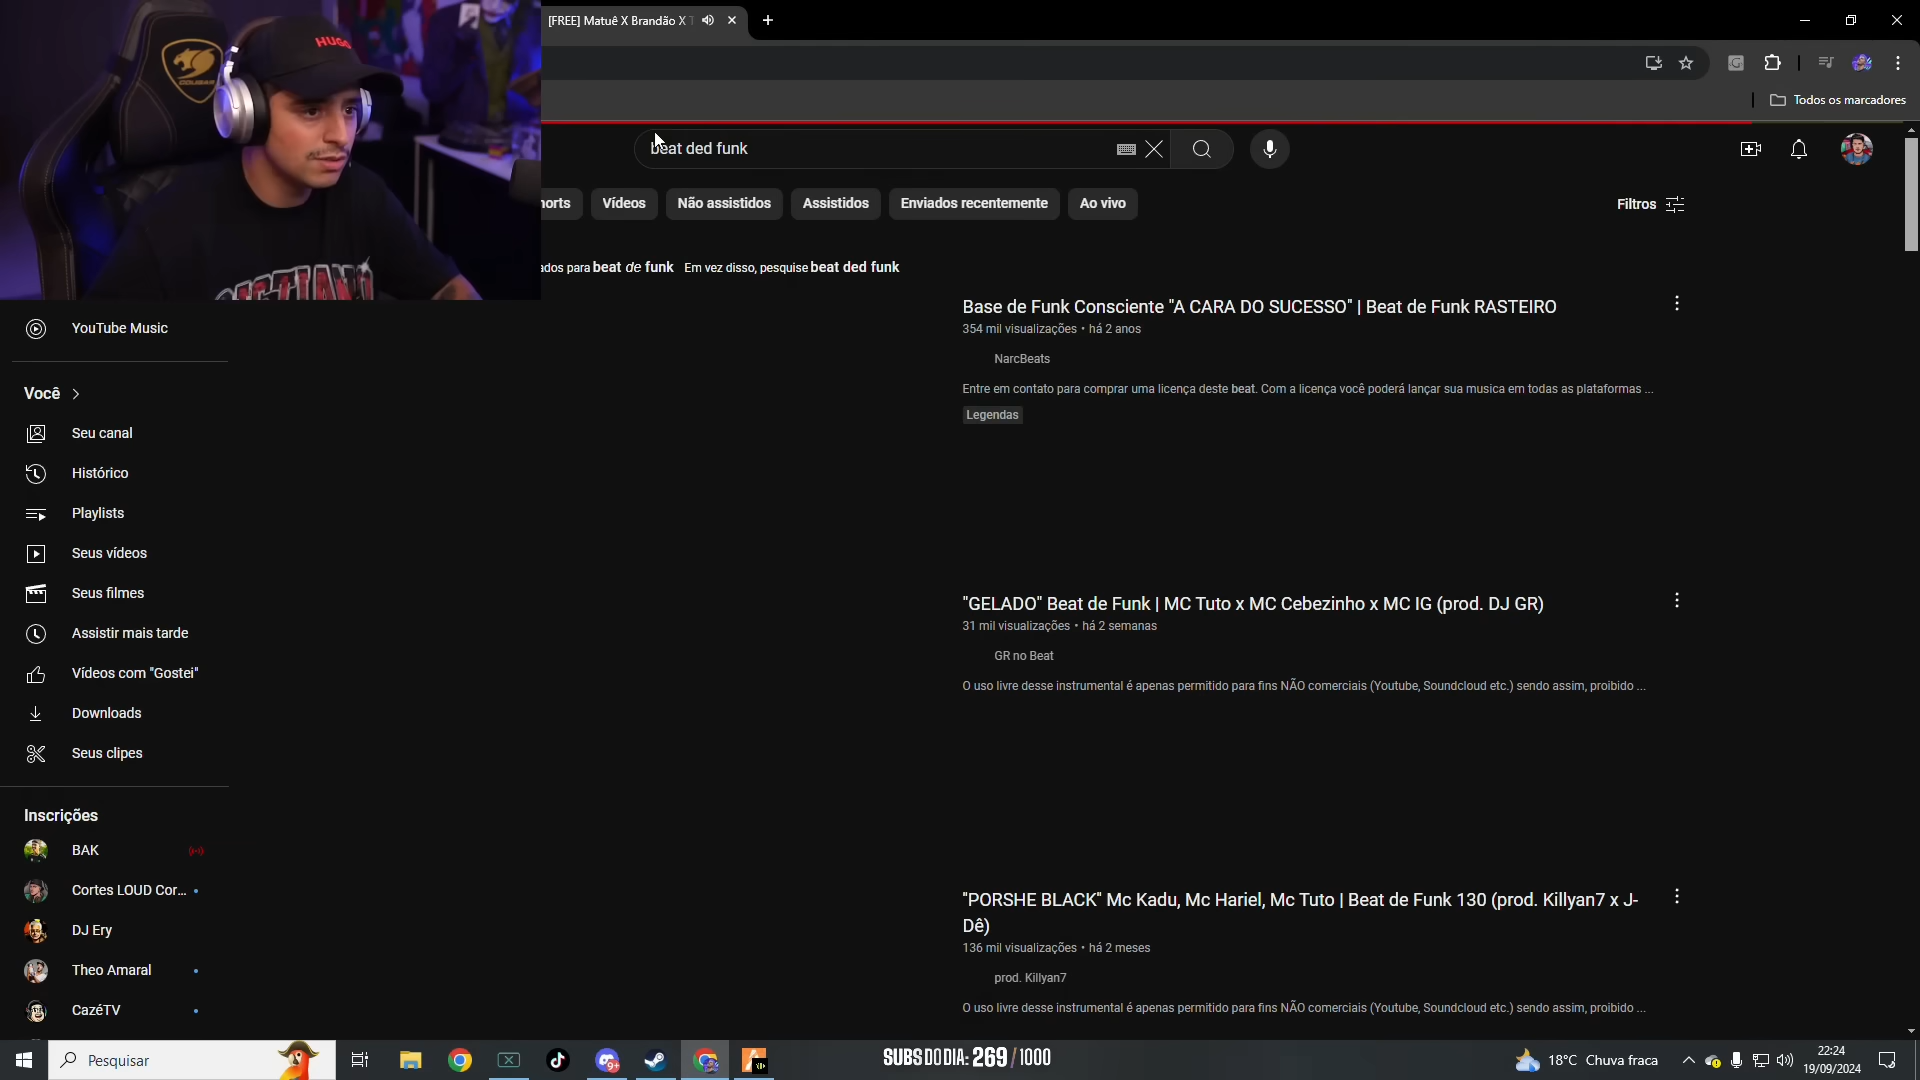 [FREE] Matuê X Brandão X T
Todos os marcadores
HUGO
COUGAR
beat ded funk
horts
Vídeos
Não assistidos
Assistidos
Enviados recentemente
Ao vivo
Filtros
ados para beat de funk Em vez disso, pesquise beat ded funk
YouTube Music
Você
Seu canal
Histórico
Playlists
Seus vídeos
Seus filmes
Assistir mais tarde
Vídeos com "Gostei"
Downloads
Seus clipes
Inscrições
BAK
Cortes LOUD Cor...
DJ Ery
Theo Amaral
CazéTV
Base de Funk Consciente "A CARA DO SUCESSO" | Beat de Funk RASTEIRO
354 mil visualizações • há 2 anos
NarcBeats
Entre em contato para comprar uma licença deste beat. Com a licença você poderá lançar sua musica em todas as plataformas ...
Legendas
"GELADO" Beat de Funk | MC Tuto x MC Cebezinho x MC IG (prod. DJ GR)
31 mil visualizações • há 2 semanas
GR no Beat
O uso livre desse instrumental é apenas permitido para fins NÃO comerciais (Youtube, Soundcloud etc.) sendo assim, proibido ...
"PORSHE BLACK" Mc Kadu, Mc Hariel, Mc Tuto | Beat de Funk 130 (prod. Killyan7 x J-
Dê)
136 mil visualizações • há 2 meses
prod. Killyan7
O uso livre desse instrumental é apenas permitido para fins NÃO comerciais (Youtube, Soundcloud etc.) sendo assim, proibido ...
Pesquisar
9+
SUBS DO DIA: 269 / 1000
18°C Chuva fraca
22:24
19/09/2024